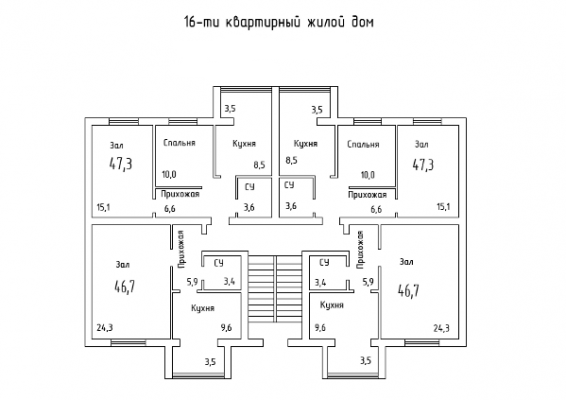 16-ти квартирный жилой дом
3,5
3,5
Зал
Спальня
Кухня
Кухня
Спальня
Зал
47,3
10,0
8,5
8,5
10,0
47,3
СУ
СУ
15,1
Прихожая
6,6
3,6
3,6
Прихожая
6,6
15,1
Зал
Прихожая
СУ
СУ
Прихожая
Зал
46,7
5,9
3,4
3,4
5,9
46,7
Кухня
Кухня
24,3
9,6
9,6
24,3
3,5
3,5